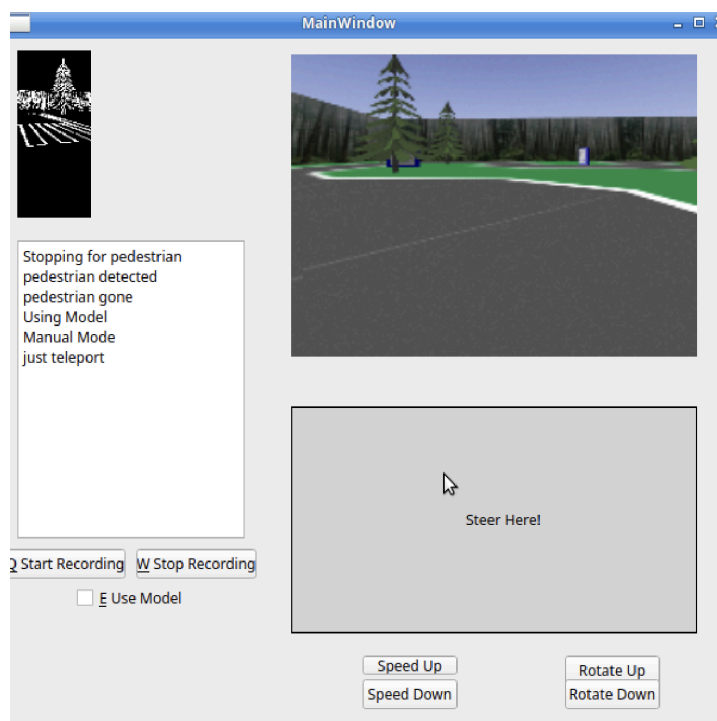 MainWindow
Stopping for pedestrian
pedestrian detected
pedestrian gone
Using Model
Manual Mode
just teleport
Steer Here!
Q Start Recording
W Stop Recording
E Use Model
Speed Up
Rotate Up
Speed Down
Rotate Down